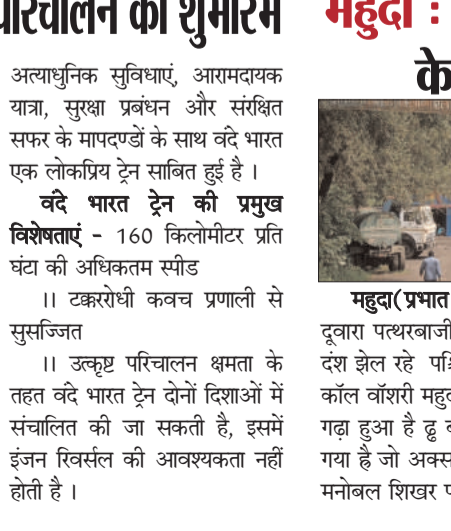 परिचालन का शुभारंभ
अत्याधुनिक सुविधाएं, आरामदायक
यात्रा, सुरक्षा प्रबंधन और संरक्षित
सफर के मापदण्डों के साथ वंदे भारत
एक लोकप्रिय ट्रेन साबित हुई है ।
वंदे भारत ट्रेन की प्रमुख
विशेषताएं - 160 किलोमीटर प्रति
घंटा की अधिकतम स्पीड
।। टक्कररोधी कवच प्रणाली से
सुसज्जित
।। उत्कृष्ट परिचालन क्षमता के
तहत वंदे भारत ट्रेन दोनों दिशाओं में
संचालित की जा सकती है, इसमें
इंजन रिवर्सल की आवश्यकता नहीं
होती है ।
महुदा :
के
महुदा(प्रभात
दूवारा पत्थरबाजी
दंश झेल रहे
कॉल वॉशरी
गढ़ा हुआ है ढ्ढ
गया है जो
मनोबल शिखर